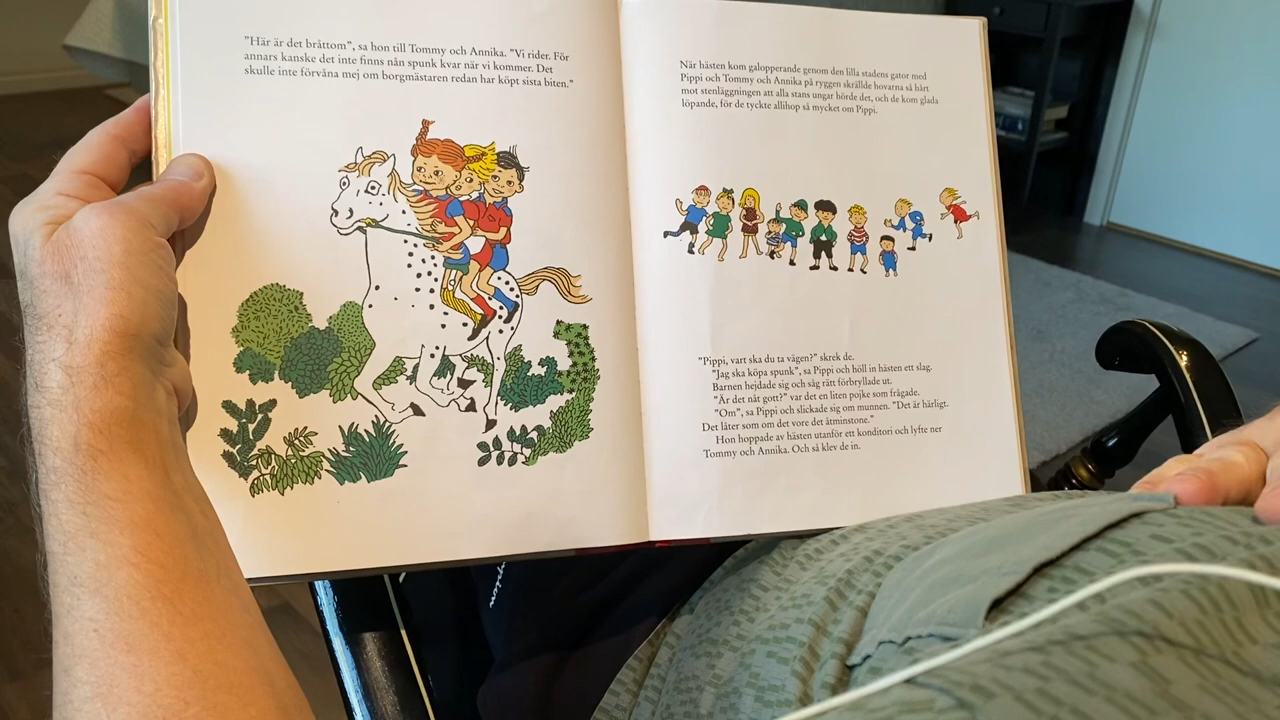 "Här är det bråttom", sa hon till Tommy och Annika. "Vi rider. För
annars kanske det inte finns nån spunk kvar när vi kommer. Det
skulle inte förvåna mej om borgmästaren redan har köpt sista biten."
När hästen kom galopperande genom den lilla stadens gator med
Pippi och Tommy och Annika på ryggen skrällde hovarna så hårt
mot stenläggningen att alla stans ungar hörde det, och de kom glada
löpande, för de tyckte allihop så mycket om Pippi.
"Pippi, vart ska du ta vägen?" skrek de.
"Jag ska köpa spunk", sa Pippi och höll in hästen ett slag.
Barnen hejdade sig och såg rätt förbryllade ut.
"Är det nåt gott?" var det en liten pojke som frågade.
"Om", sa Pippi och slickade sig om munnen. "Det är härligt.
Det låter som om det vore det åtminstone."
Hon hoppade av hästen utanför ett konditori och lyfte ner
Tommy och Annika. Och så klev de in.